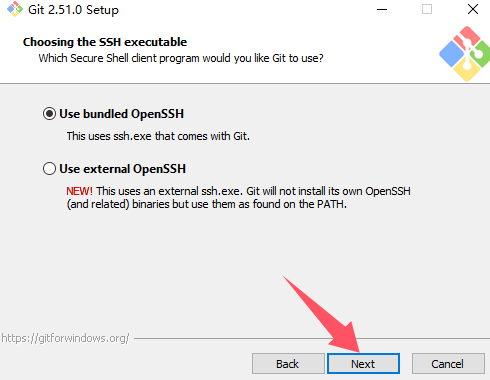 Git 2.51.0 Setup
Choosing the SSH executable
Which Secure Shell client program would you like Git to use?
Use bundled OpenSSH
This uses ssh.exe that comes with Git.
Use external OpenSSH
NEW! This uses an external ssh.exe. Git will not install its own OpenSSH
(and related) binaries but use them as found on the PATH.
https://gitforwindows.org/
Back
Next
Cancel